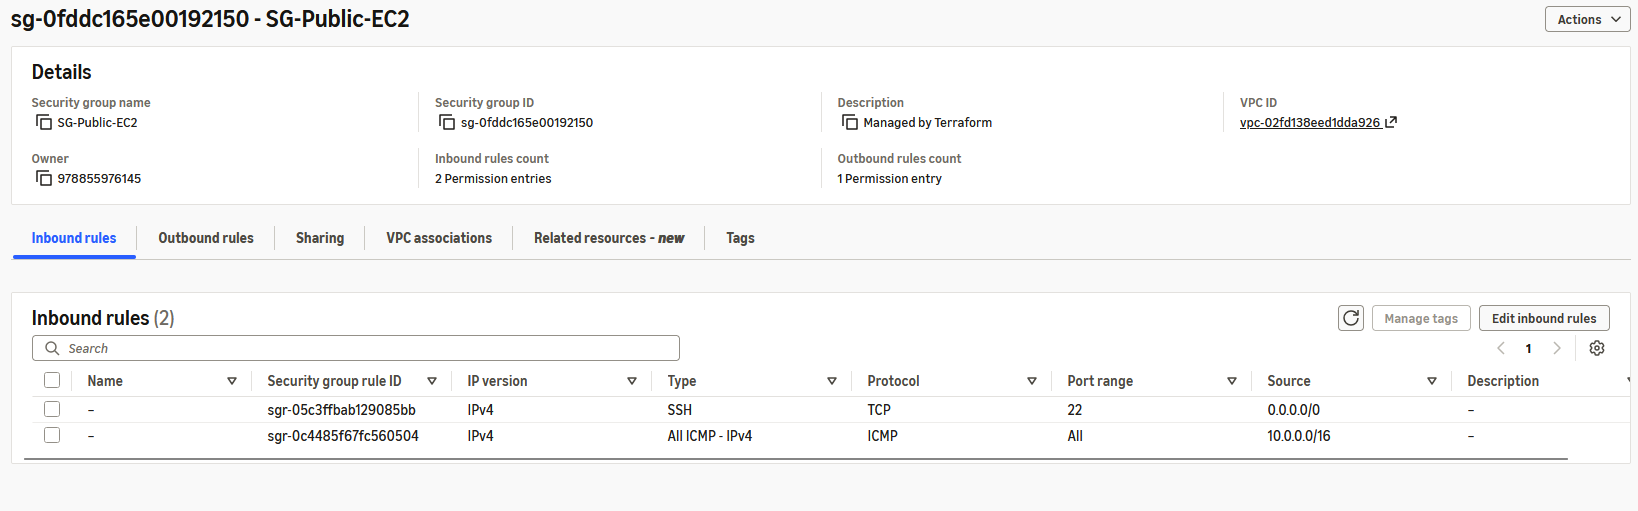 sg-0fddc165e00192150 - SG-Public-EC2
Actions
Details
Security group name
SG-Public-EC2
Security group ID
sg-0fddc165e00192150
Description
Managed by Terraform
VPC ID
vpc-02fd138eed1dda926
Owner
978855976145
Inbound rules count
2 Permission entries
Outbound rules count
1 Permission entry
Inbound rules Outbound rules Sharing VPC associations Related resources - new Tags
Inbound rules (2)
Manage tags
Edit inbound rules
Search
1
Name Security group rule ID IP version Type Protocol Port range Source Description
– sgr-05c3ffbab129085bb IPv4 SSH TCP 22 0.0.0.0/0 –
– sgr-0c4485f67fc560504 IPv4 All ICMP - IPv4 ICMP All 10.0.0.0/16 –